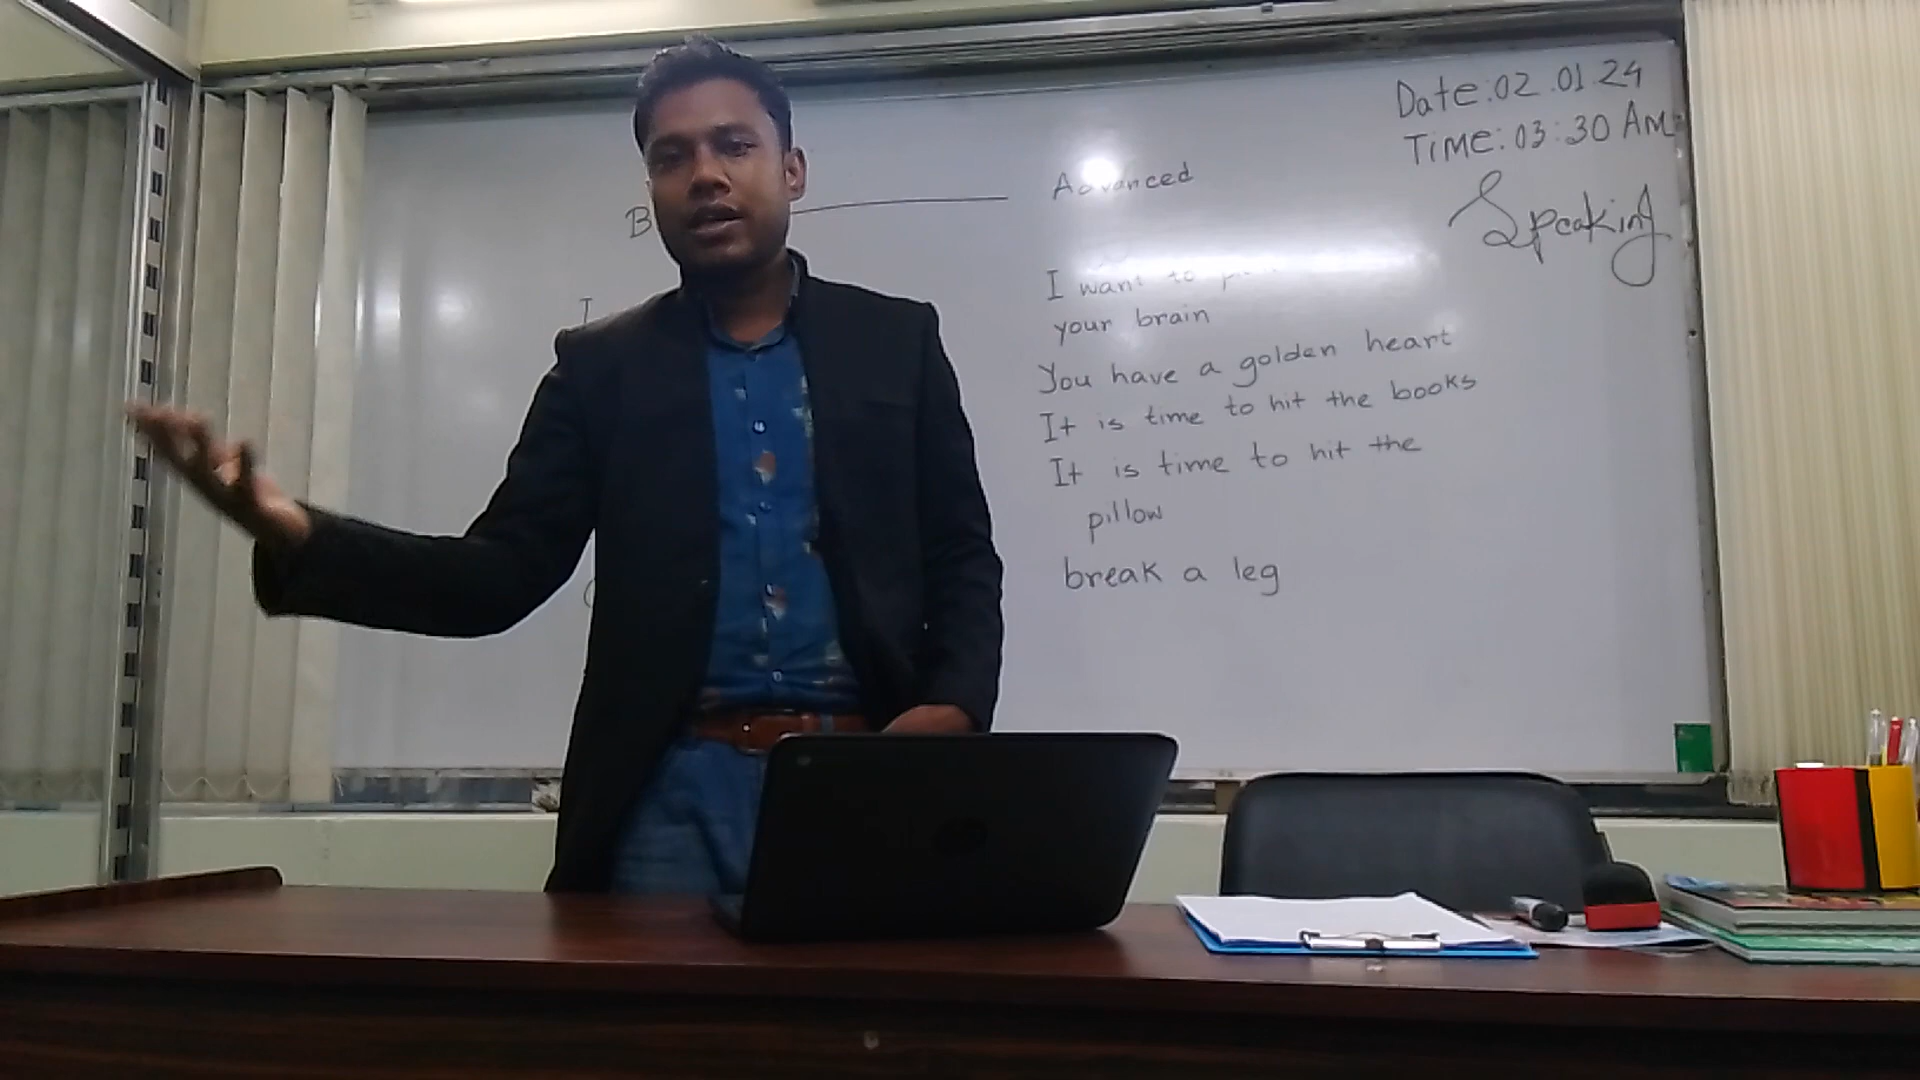 Date: 02.01.24
Time: 03:30 AM
Speaking
Advanced
I want to
your brain
You have a golden heart
It is time to hit the books
It is time to hit the
pillow
break a leg